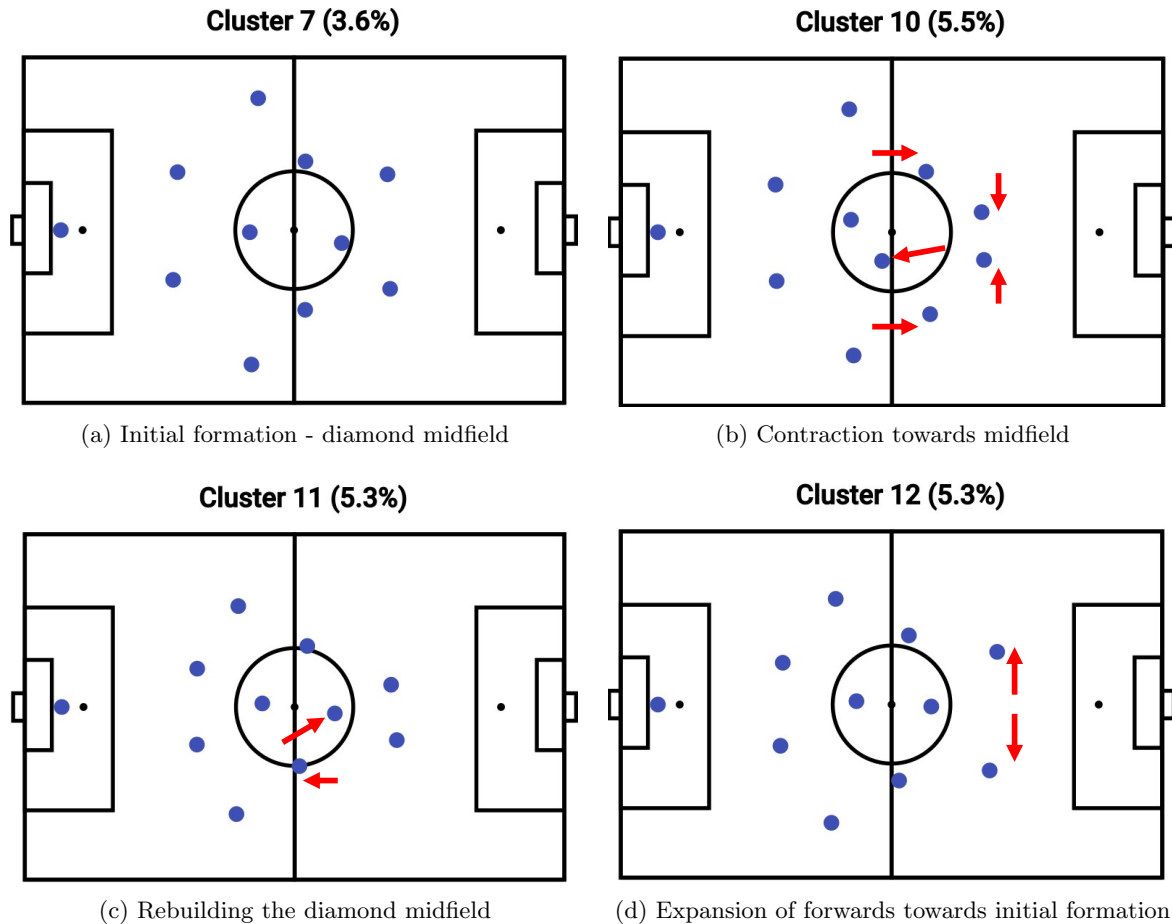 Cluster 7 (3.6%)
Cluster 10 (5.5%)
(a) Initial formation - diamond midfield
(b) Contraction towards midfield
Cluster 11 (5.3%)
Cluster 12 (5.3%)
(c) Rebuilding the diamond midfield
(d) Expansion of forwards towards initial formation